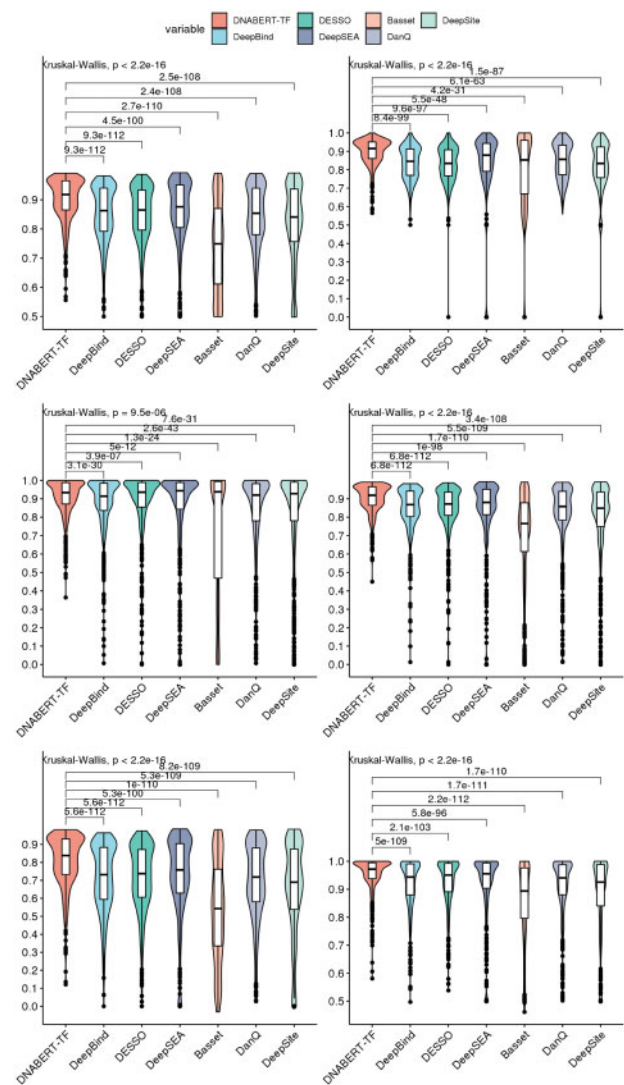 variable
DNABERT-TF DESSO Basset DeepSite
DeepBind DeepSEA DanQ
Kruskal-Wallis, p < 2.2e-16
2.5e-108
2.4e-108
2.7e-110
4.5e-100
9.3e-112
9.3e-112
0.9
0.8
0.7
0.6
0.5
DNABERT-TF DeepBind DESSO DeepSEA Basset DanQ DeepSite
Kruskal-Wallis, p < 2.2e-16
1.5e-87
6.1e-63
4.2e-31
5.5e-48
9.6e-97
8.4e-99
1.0
0.9
0.8
0.7
0.6
0.5
0.4
0.3
0.2
0.1
0.0
DNABERT-TF DeepBind DESSO DeepSEA Basset DanQ DeepSite
Kruskal-Wallis, p = 9.5e-06
7.6e-31
2.6e-43
1.3e-24
5e-12
3.9e-07
3.1e-30
1.0
0.9
0.8
0.7
0.6
0.5
0.4
0.3
0.2
0.1
0.0
DNABERT-TF DeepBind DESSO DeepSEA Basset DanQ DeepSite
Kruskal-Wallis, p < 2.2e-16
3.4e-108
5.5e-109
1.7e-110
1e-98
6.8e-112
6.8e-112
1.0
0.9
0.8
0.7
0.6
0.5
0.4
0.3
0.2
0.1
0.0
DNABERT-TF DeepBind DESSO DeepSEA Basset DanQ DeepSite
Kruskal-Wallis, p < 2.2e-16
8.2e-109
5.3e-109
1e-110
5.3e-100
5.6e-112
5.6e-112
0.9
0.8
0.7
0.6
0.5
0.4
0.3
0.2
0.1
0.0
DNABERT-TF DeepBind DESSO DeepSEA Basset DanQ DeepSite
Kruskal-Wallis, p < 2.2e-16
1.7e-110
1.7e-111
2.2e-112
5.8e-96
2.1e-103
5e-109
1.0
0.9
0.8
0.7
0.6
0.5
DNABERT-TF DeepBind DESSO DeepSEA Basset DanQ DeepSite